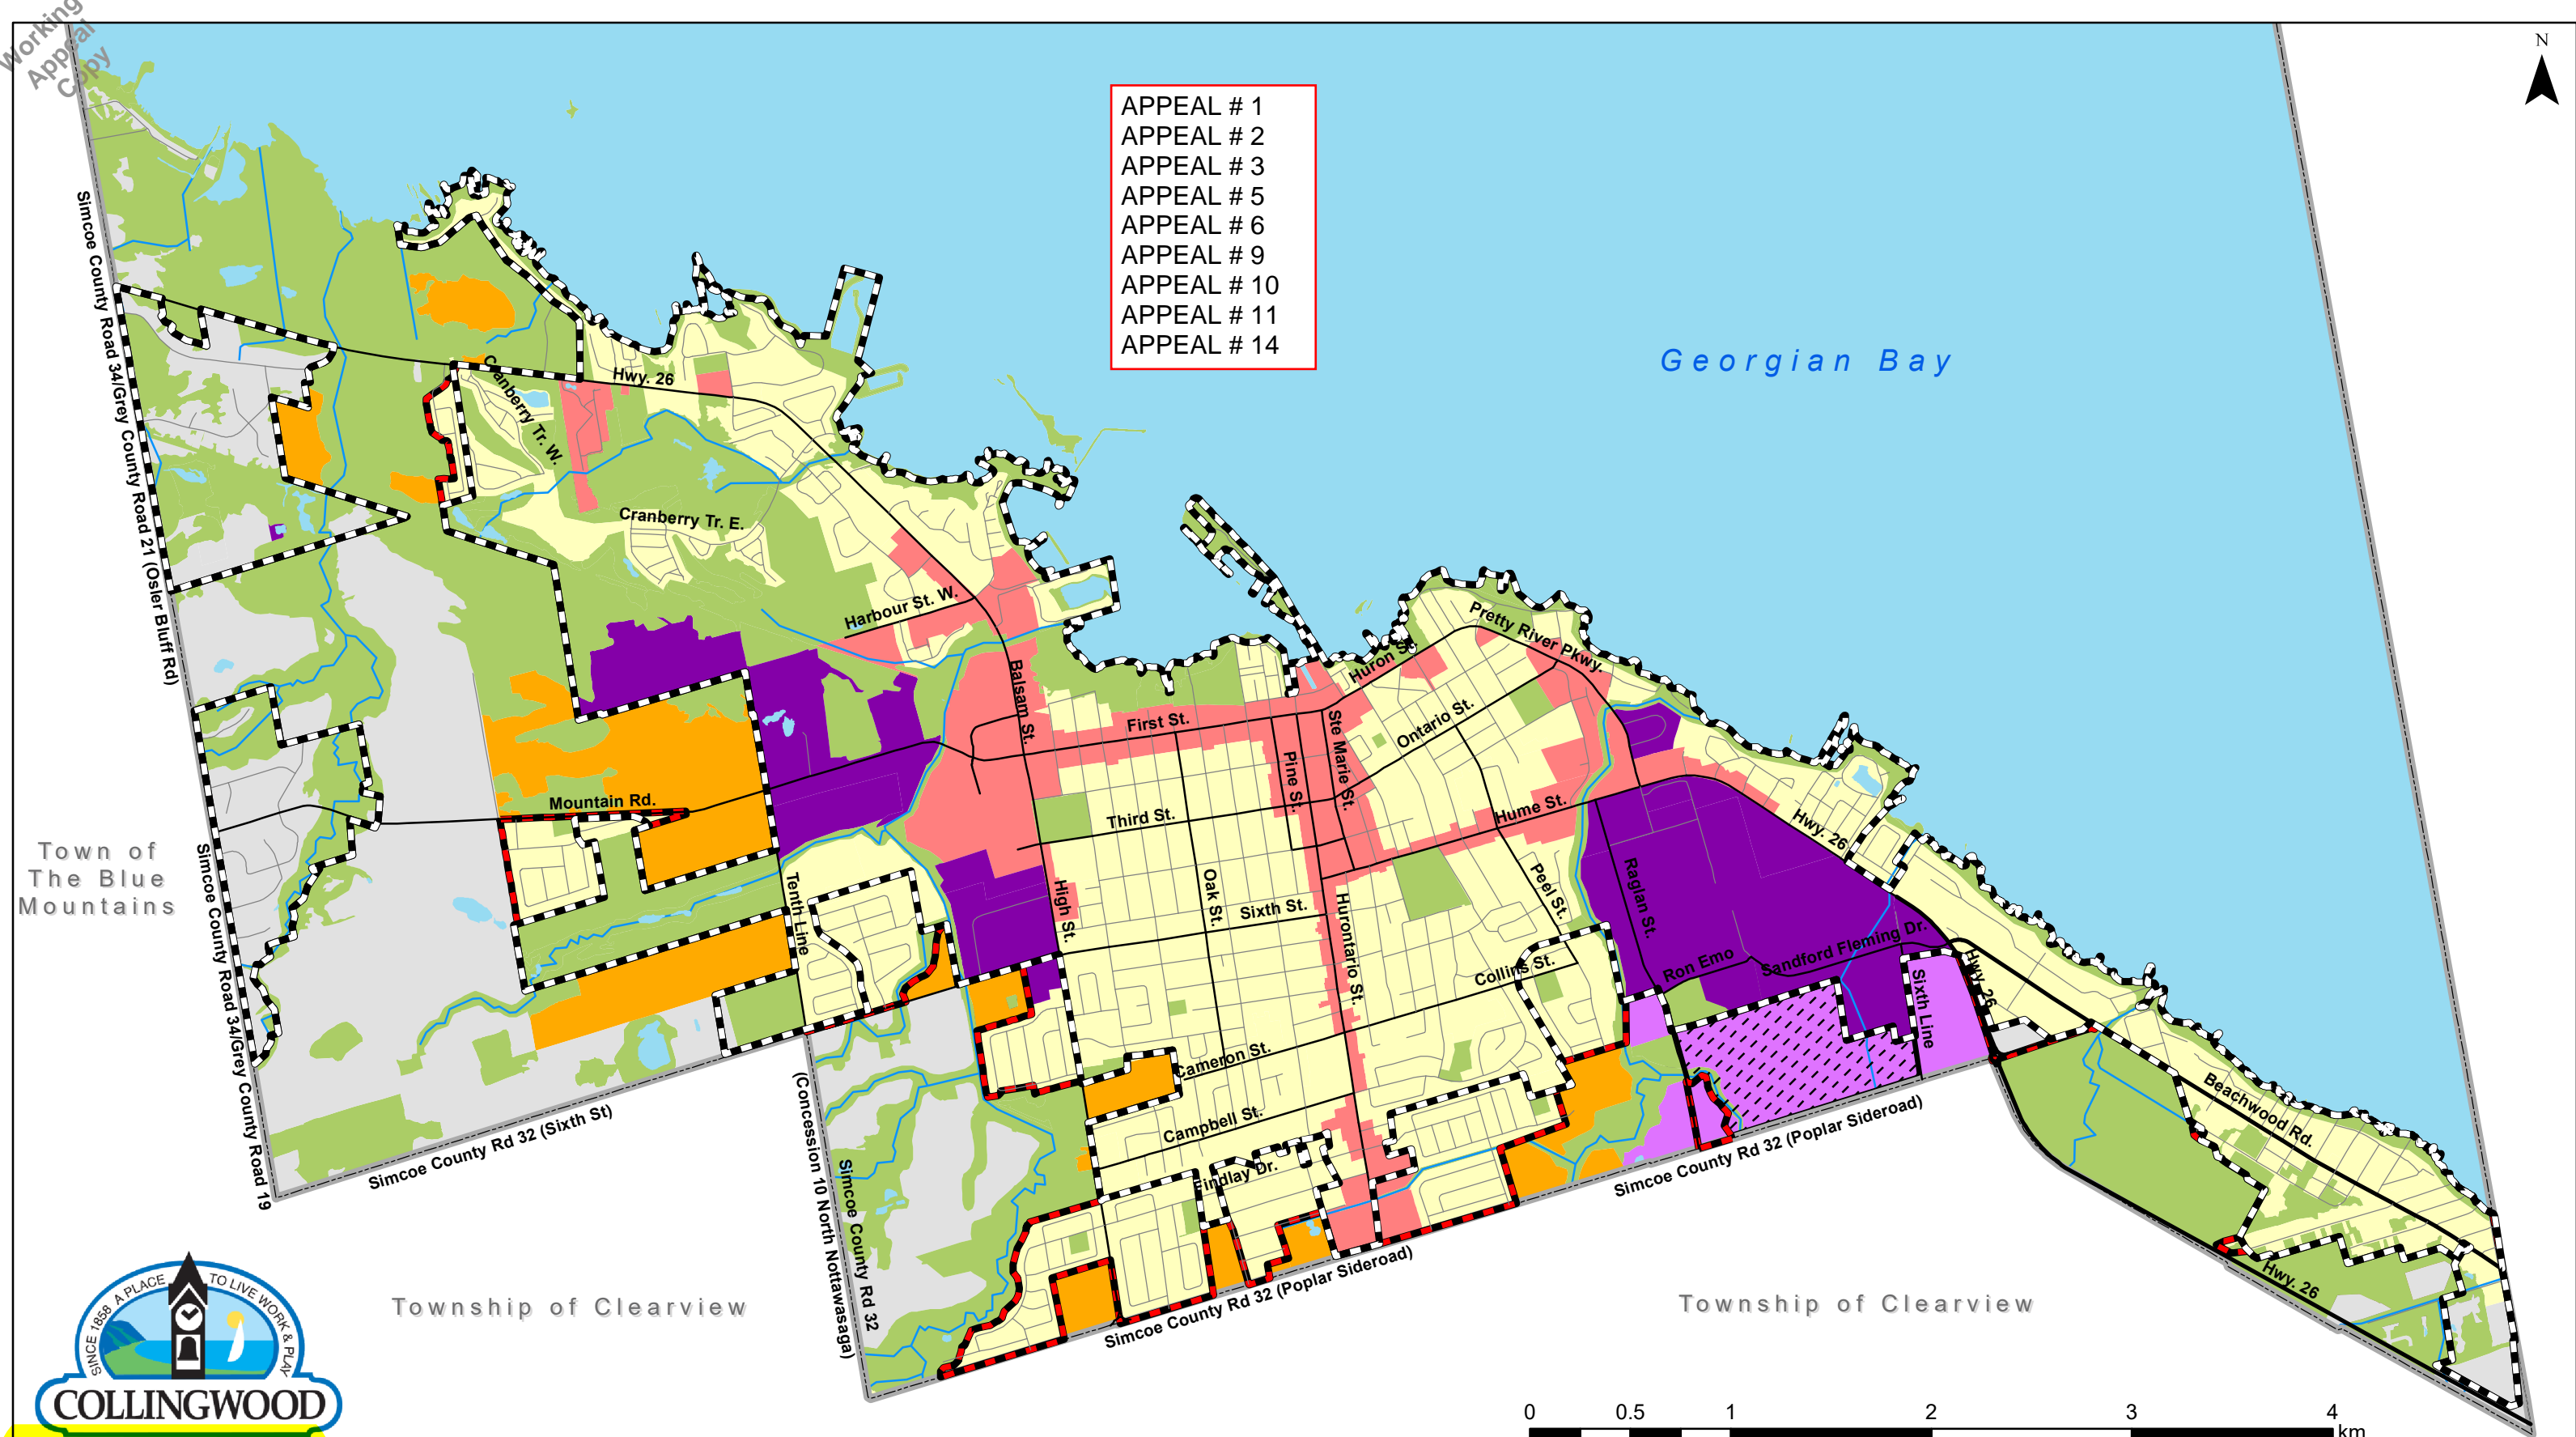 Working
Appeal
Copy
N
APPEAL # 1
APPEAL # 2
APPEAL # 3
APPEAL # 5
APPEAL # 6
APPEAL # 9
APPEAL # 10
APPEAL # 11
APPEAL # 14
Georgian Bay
Simcoe County Road 34/Grey County Road 21 (Osler Bluff Rd)
Cranberry Tr. W.
Hwy. 26
Cranberry Tr. E.
Harbour St. W.
Balsam St.
First St.
Pine St.
Ste Marie St.
Huron St.
Pretty River Pkwy.
Ontario St.
Mountain Rd.
Third St.
Hume St.
Hwy. 26
Town of
The Blue
Mountains
Simcoe County Road 34/Grey County Road 19
Tenth Line
High St.
Oak St.
Sixth St.
Hurontario St.
Peel St.
Raglan St.
Collins St.
Ron Emo
Sandford Fleming Dr.
Sixth Line
Hwy. 26
Cameron St.
Campbell St.
Findlay Dr.
Beachwood Rd.
Simcoe County Rd 32 (Sixth St)
(Concession 10 North Nottawasaga)
Simcoe County Rd 32
Simcoe County Rd 32 (Poplar Sideroad)
Simcoe County Rd 32 (Poplar Sideroad)
Hwy. 26
Township of Clearview
Township of Clearview
SINCE 1858 A PLACE TO LIVE WORK & PLAY
COLLINGWOOD
0 0.5 1 2 3 4
km